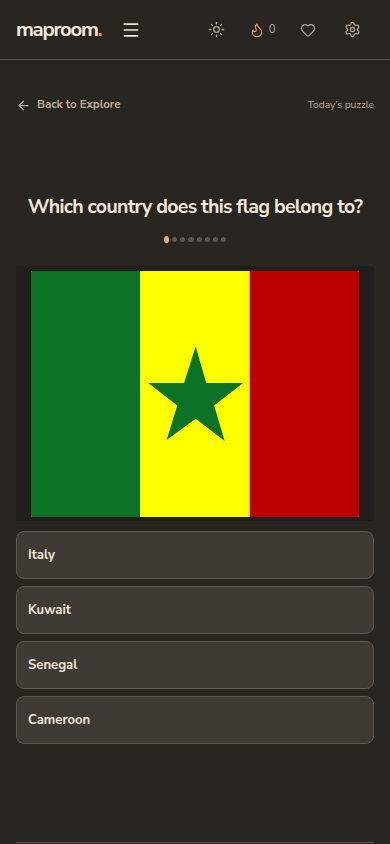 maproom.
0
Back to Explore
Today's puzzle
Which country does this flag belong to?
Italy
Kuwait
Senegal
Cameroon